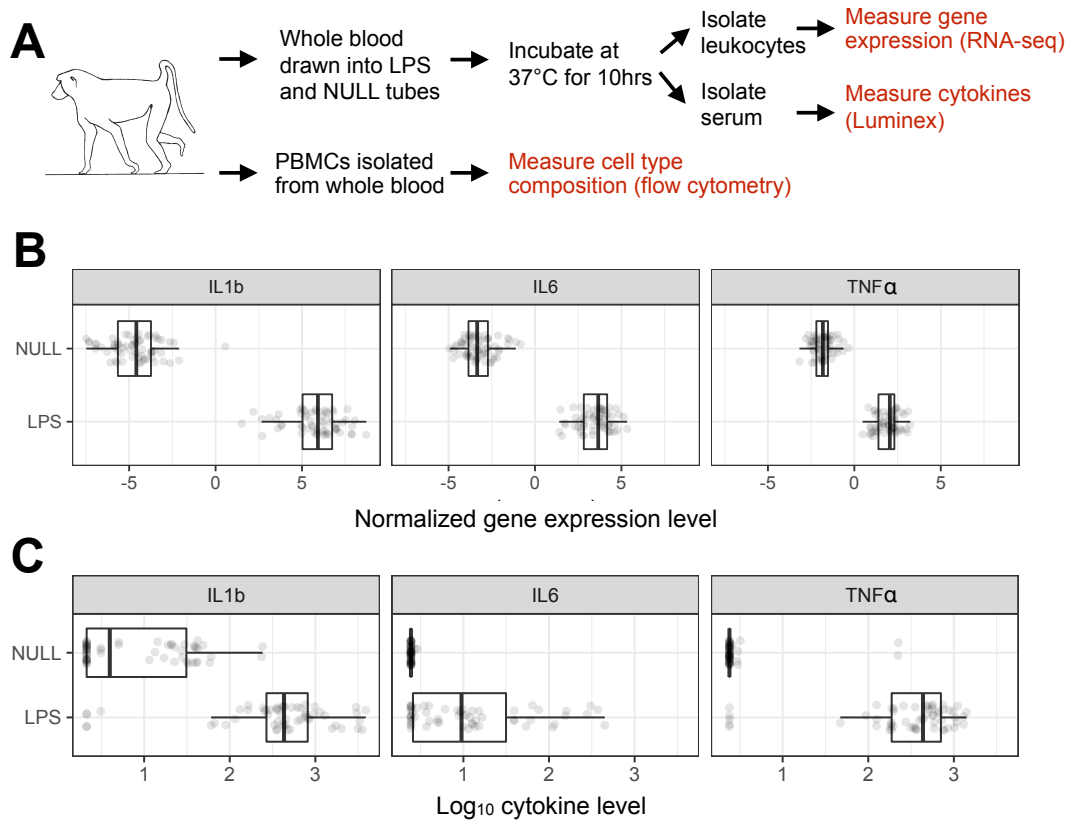 A
Whole blood
drawn into LPS
and NULL tubes
Incubate at
37°C for 10hrs
Isolate
leukocytes
Measure gene
expression (RNA-seq)
Isolate
serum
Measure cytokines
(Luminex)
PBMCs isolated
from whole blood
Measure cell type
composition (flow cytometry)
B
IL1b IL6 TNFα
NULL
LPS
-5 0 5 -5 0 5 -5 0 5
Normalized gene expression level
C
IL1b IL6 TNFα
NULL
LPS
1 2 3 1 2 3 1 2 3
Log₁₀ cytokine level